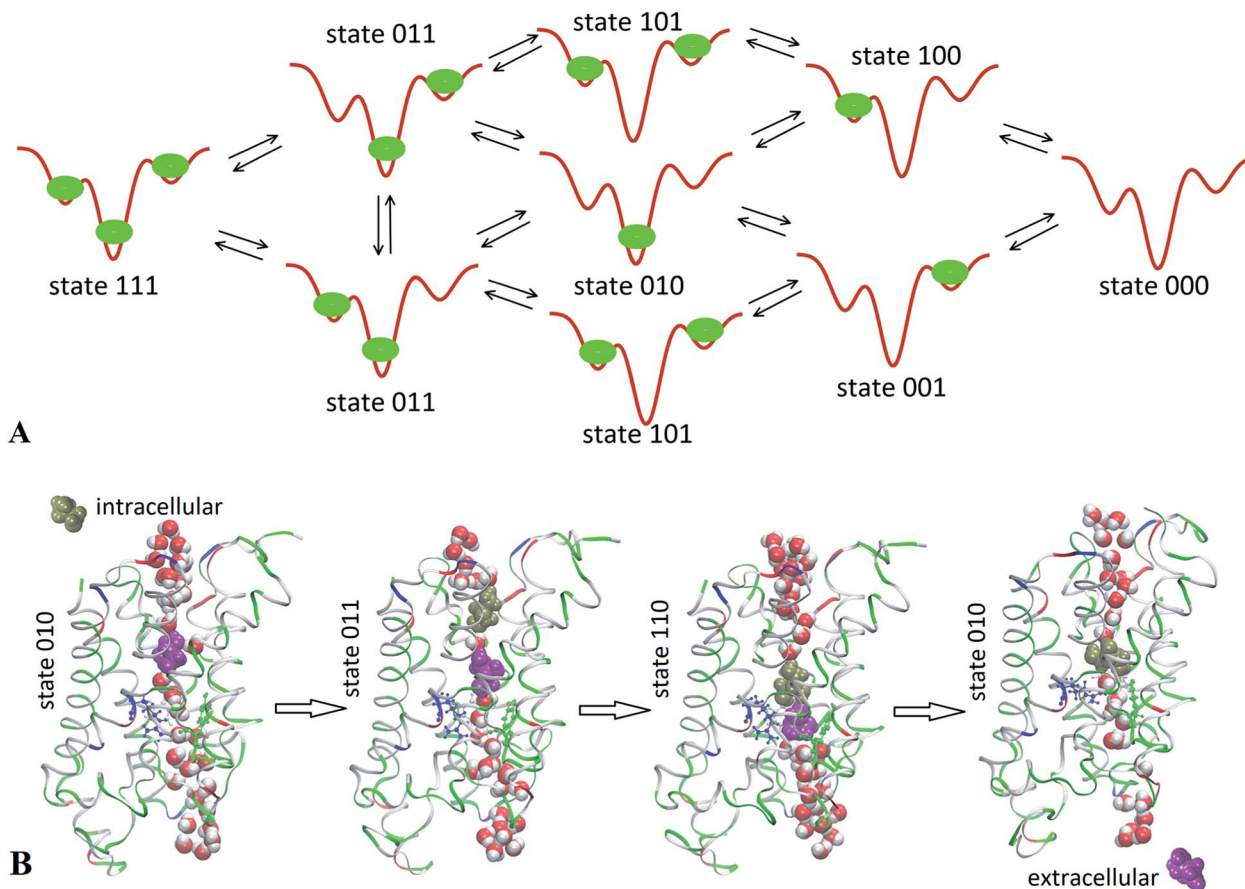 state 101
state 011
state 100
state 111
state 010
state 000
state 011
state 001
state 101
A
intracellular
state 010
state 011
state 110
state 010
B
extracellular